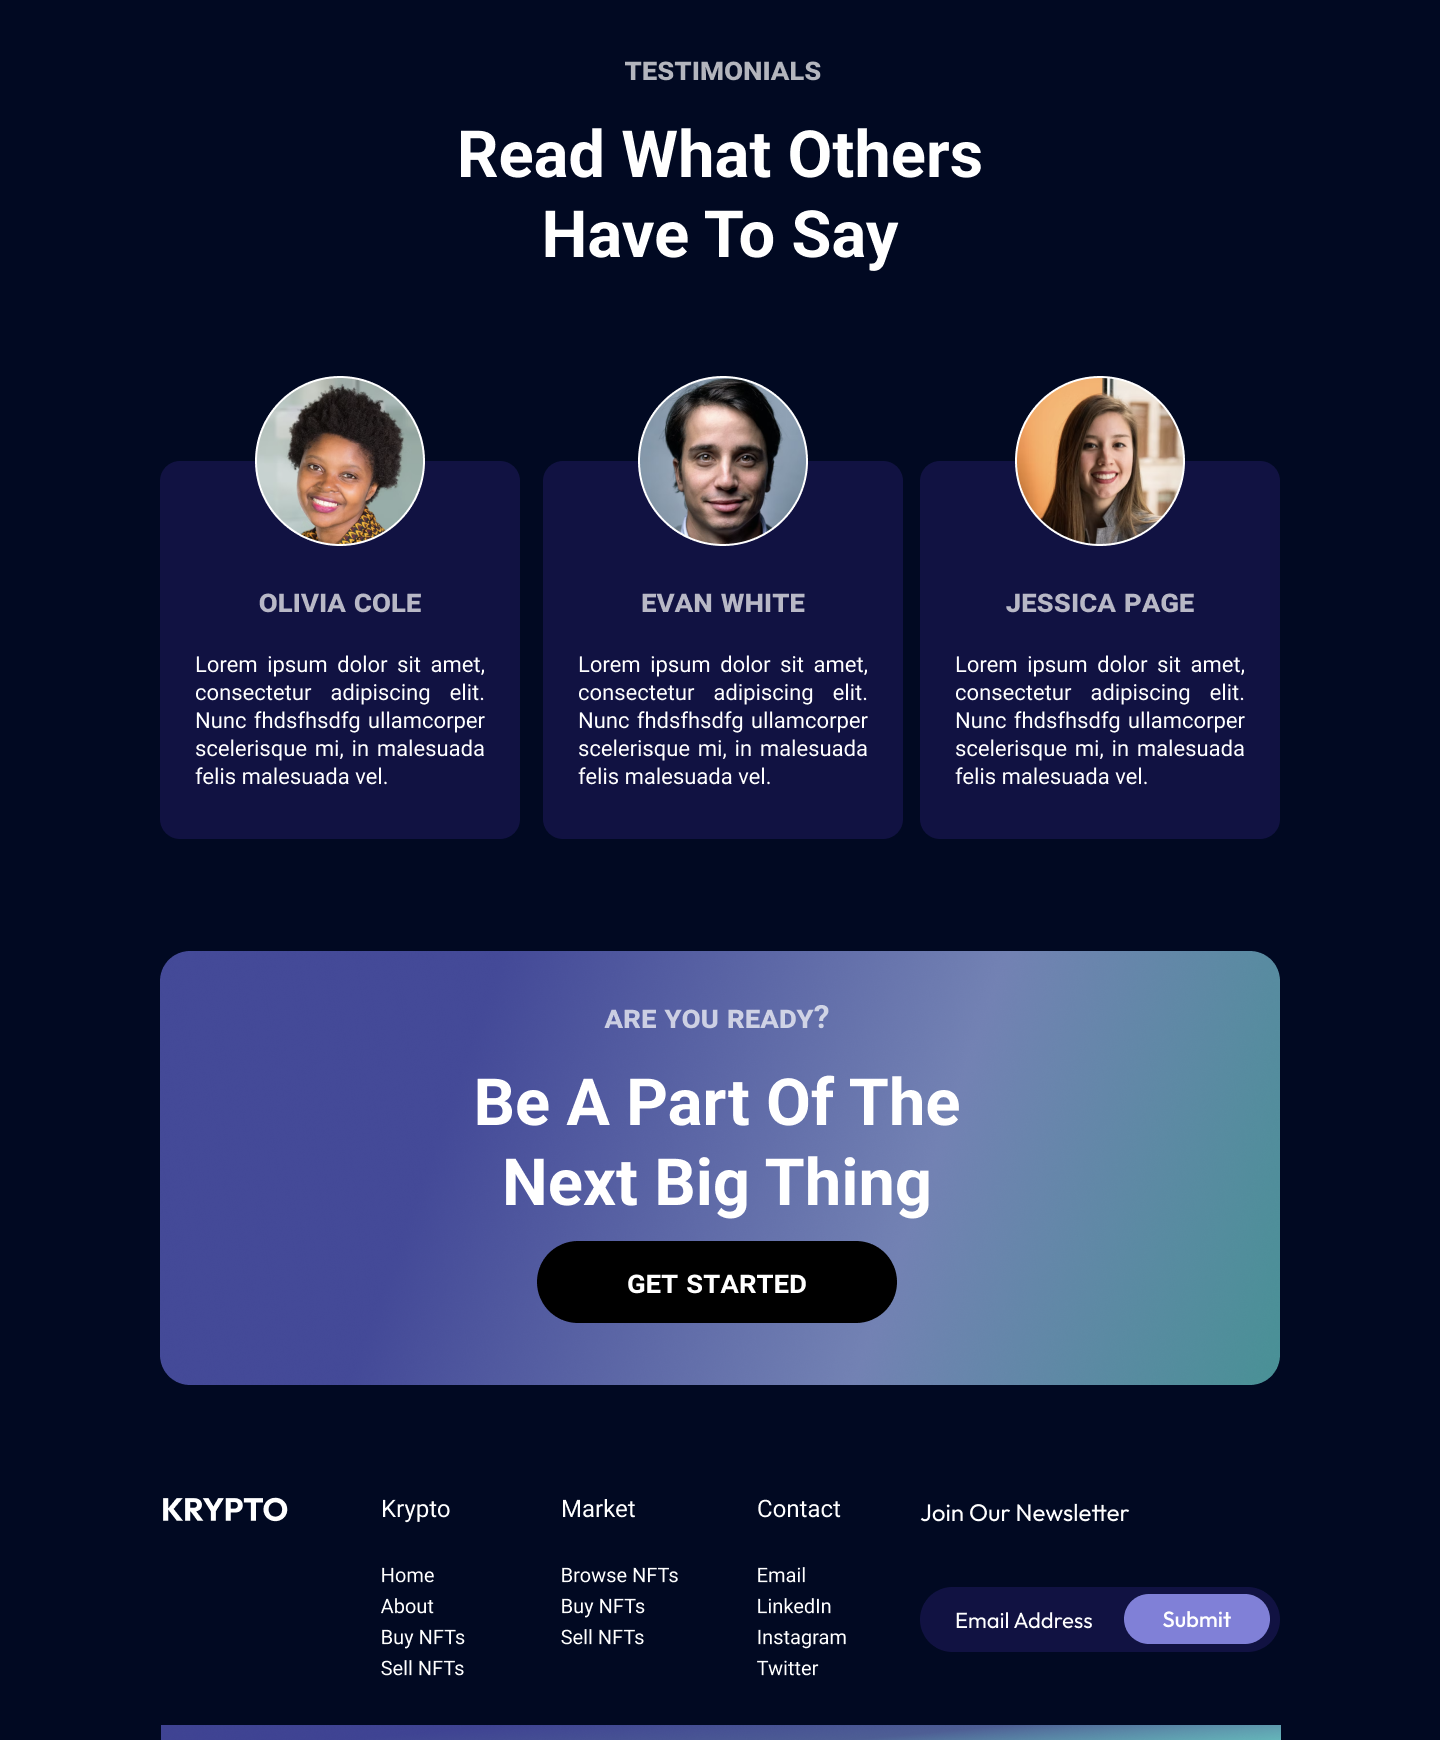 TESTIMONIALS
Read What Others
Have To Say
OLIVIA COLE
Lorem ipsum dolor sit amet,
consectetur adipiscing elit.
Nunc fhdsfhsdfg ullamcorper
scelerisque mi, in malesuada
felis malesuada vel.
EVAN WHITE
Lorem ipsum dolor sit amet,
consectetur adipiscing elit.
Nunc fhdsfhsdfg ullamcorper
scelerisque mi, in malesuada
felis malesuada vel.
JESSICA PAGE
Lorem ipsum dolor sit amet,
consectetur adipiscing elit.
Nunc fhdsfhsdfg ullamcorper
scelerisque mi, in malesuada
felis malesuada vel.
ARE YOU READY?
Be A Part Of The
Next Big Thing
GET STARTED
KRYPTO
Krypto
Home
About
Buy NFTs
Sell NFTs
Market
Browse NFTs
Buy NFTs
Sell NFTs
Contact
Email
LinkedIn
Instagram
Twitter
Join Our Newsletter
Email Address
Submit